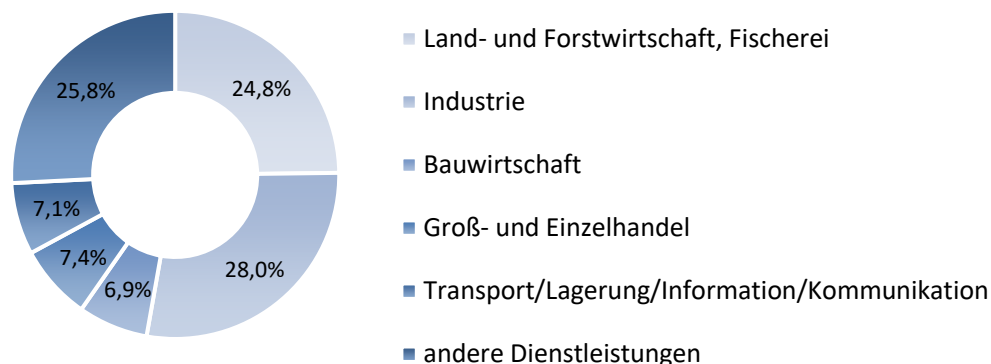 24,8%
28,0%
6,9%
7,4%
7,1%
25,8%
Land- und Forstwirtschaft, Fischerei
Industrie
Bauwirtschaft
Groß- und Einzelhandel
Transport/Lagerung/Information/Kommunikation
andere Dienstleistungen